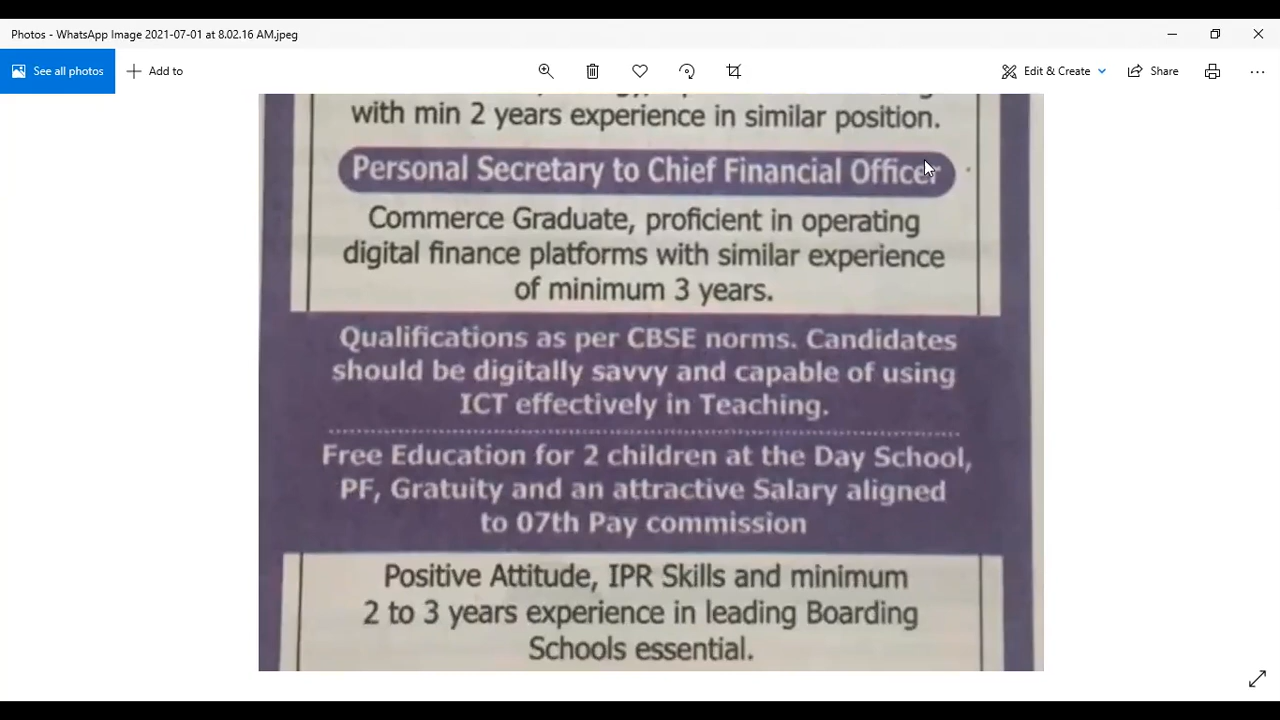 Photos - WhatsApp Image 2021-07-01 at 8.02.16 AM.jpeg
See all photos
Add to
Edit & Create
Share
with min 2 years experience in similar position.
Personal Secretary to Chief Financial Officer
Commerce Graduate, proficient in operating
digital finance platforms with similar experience
of minimum 3 years.
Qualifications as per CBSE norms. Candidates
should be digitally savvy and capable of using
ICT effectively in Teaching.
Free Education for 2 children at the Day School,
PF, Gratuity and an attractive Salary aligned
to 07th Pay commission
Positive Attitude, IPR Skills and minimum
2 to 3 years experience in leading Boarding
Schools essential.